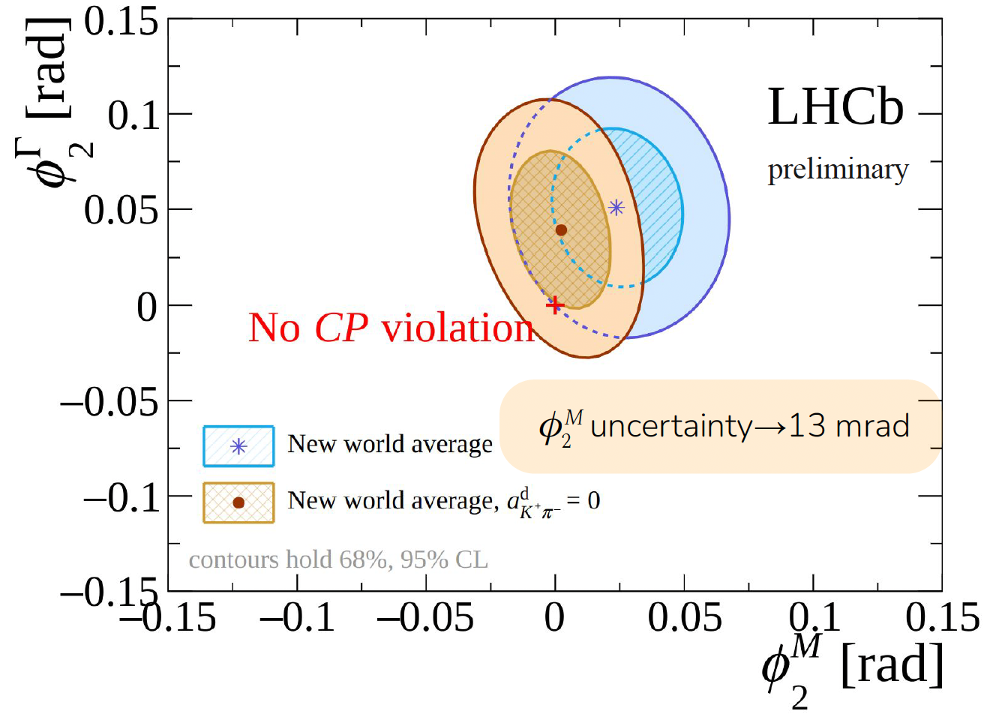 ϕ₂^Γ [rad]
0.15
0.1
0.05
0
−0.05
−0.1
−0.15
LHCb
preliminary
No CP violation
ϕ₂^M uncertainty→13 mrad
New world average
New world average, a^d_{K⁺π⁻} = 0
contours hold 68%, 95% CL
−0.15 −0.1 −0.05 0 0.05 0.1 0.15
ϕ₂^M [rad]